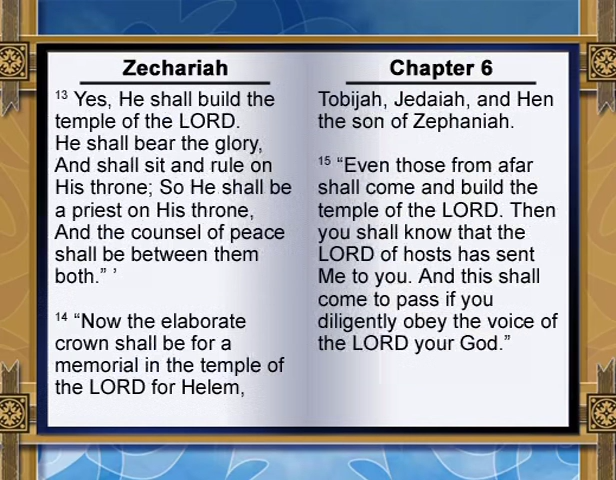 Zechariah
13 Yes, He shall build the
temple of the LORD.
He shall bear the glory,
And shall sit and rule on
His throne; So He shall be
a priest on His throne,
And the counsel of peace
shall be between them
both.” ’
14 “Now the elaborate
crown shall be for a
memorial in the temple of
the LORD for Helem,
Chapter 6
Tobijah, Jedaiah, and Hen
the son of Zephaniah.
15 “Even those from afar
shall come and build the
temple of the LORD. Then
you shall know that the
LORD of hosts has sent
Me to you. And this shall
come to pass if you
diligently obey the voice of
the LORD your God.”